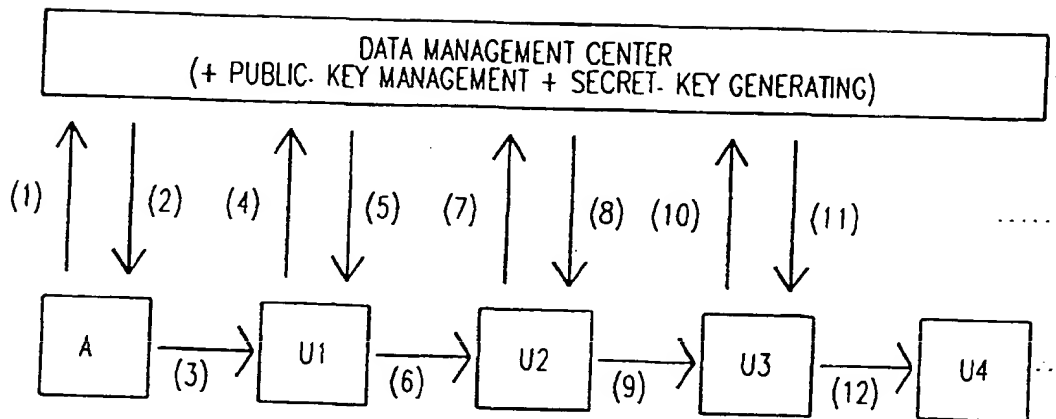 DATA MANAGEMENT CENTER
(+ PUBLIC- KEY MANAGEMENT + SECRET- KEY GENERATING)
(1) (2) (4) (5) (7) (8) (10) (11)
A U1 U2 U3 U4
(3) (6) (9) (12)